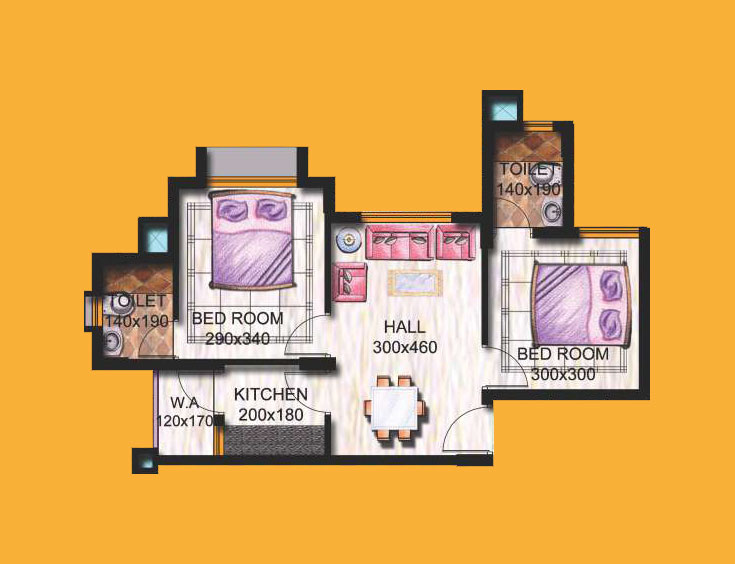 TOILET
140x190
BED ROOM
290x340
TOILET
140x190
HALL
300x460
BED ROOM
300x300
KITCHEN
200x180
W.A
120x170